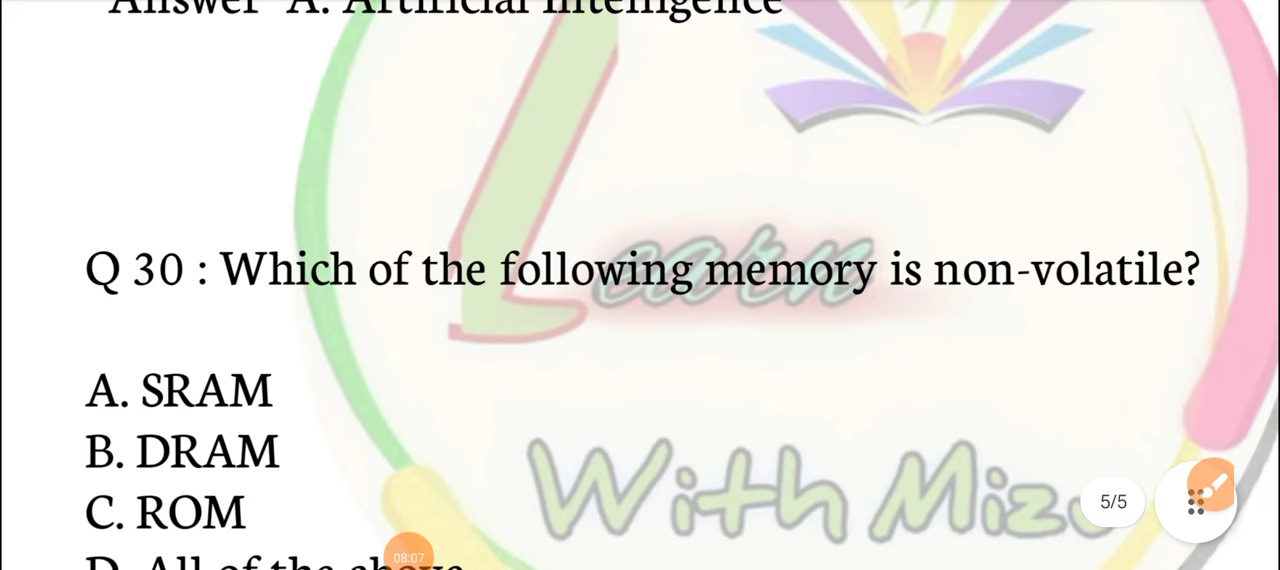 Answer A. Artificial Intelligence
Q 30 : Which of the following memory is non-volatile?
Learn
A. SRAM
B. DRAM
With Miz
C. ROM
5/5
D. All of the above
08:07